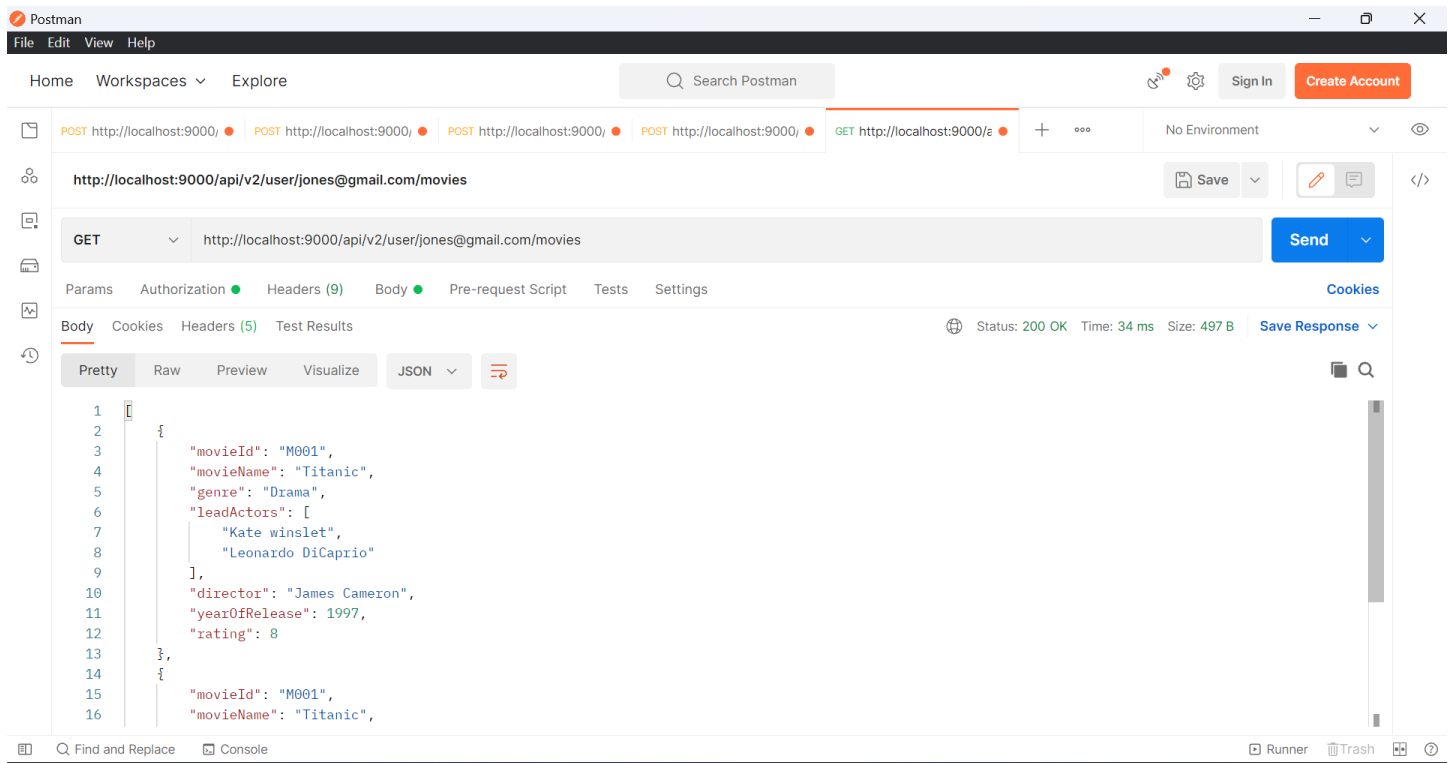 Postman
File Edit View Help
Home Workspaces Explore Search Postman Sign In Create Account
POST http://localhost:9000/ POST http://localhost:9000/ POST http://localhost:9000/ POST http://localhost:9000/ GET http://localhost:9000/a No Environment
http://localhost:9000/api/v2/user/jones@gmail.com/movies Save </>
GET http://localhost:9000/api/v2/user/jones@gmail.com/movies Send
Params Authorization Headers (9) Body Pre-request Script Tests Settings Cookies
Body Cookies Headers (5) Test Results Status: 200 OK Time: 34 ms Size: 497 B Save Response
Pretty Raw Preview Visualize JSON
1 [
2 {
3 "movieId": "M001",
4 "movieName": "Titanic",
5 "genre": "Drama",
6 "leadActors": [
7 "Kate winslet",
8 "Leonardo DiCaprio"
9 ],
10 "director": "James Cameron",
11 "yearOfRelease": 1997,
12 "rating": 8
13 },
14 {
15 "movieId": "M001",
16 "movieName": "Titanic",
Find and Replace Console Runner Trash